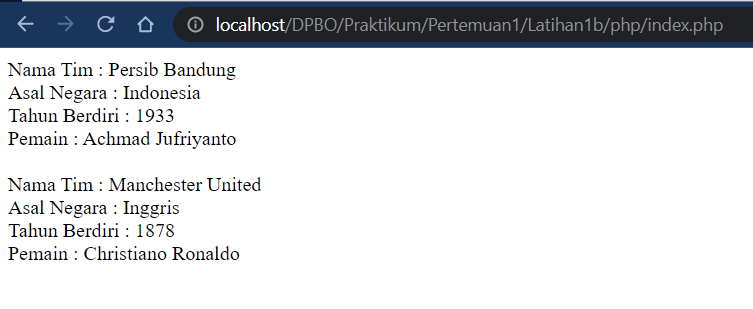 localhost/DPBO/Praktikum/Pertemuan1/Latihan1b/php/index.php
Nama Tim : Persib Bandung
Asal Negara : Indonesia
Tahun Berdiri : 1933
Pemain : Achmad Jufriyanto
Nama Tim : Manchester United
Asal Negara : Inggris
Tahun Berdiri : 1878
Pemain : Christiano Ronaldo